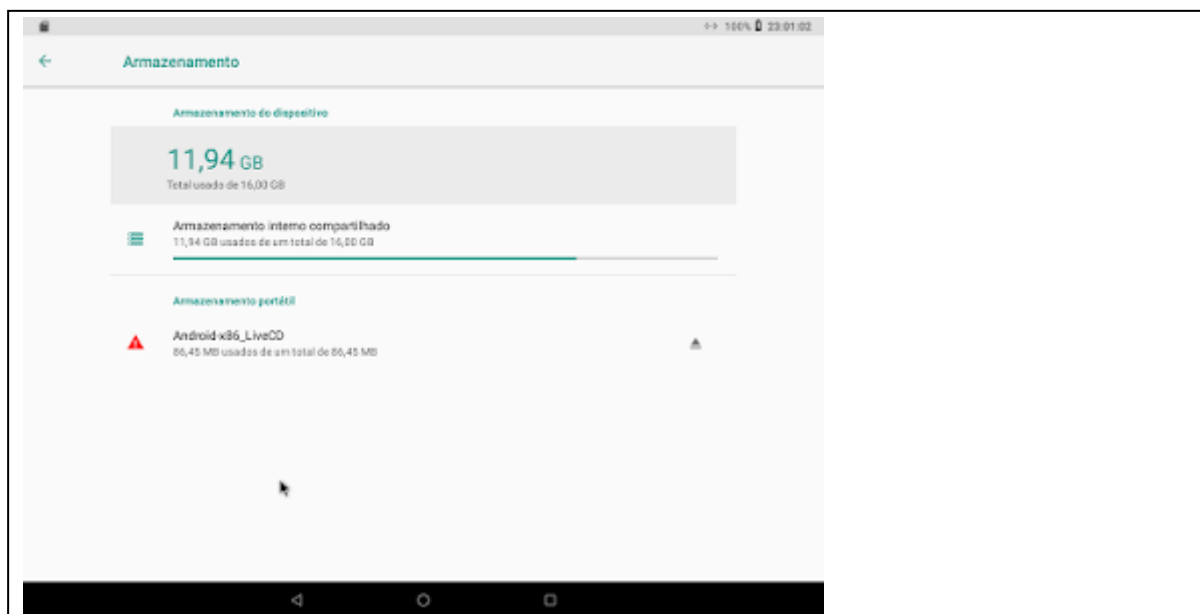 100% 23:01:02
Armazenamento
Armazenamento do dispositivo
11,94 GB
Total usado de 16,00 GB
Armazenamento interno compartilhado
11,94 GB usados de um total de 16,00 GB
Armazenamento portátil
Android-x86_LiveCD
86,45 MB usados de um total de 86,45 MB